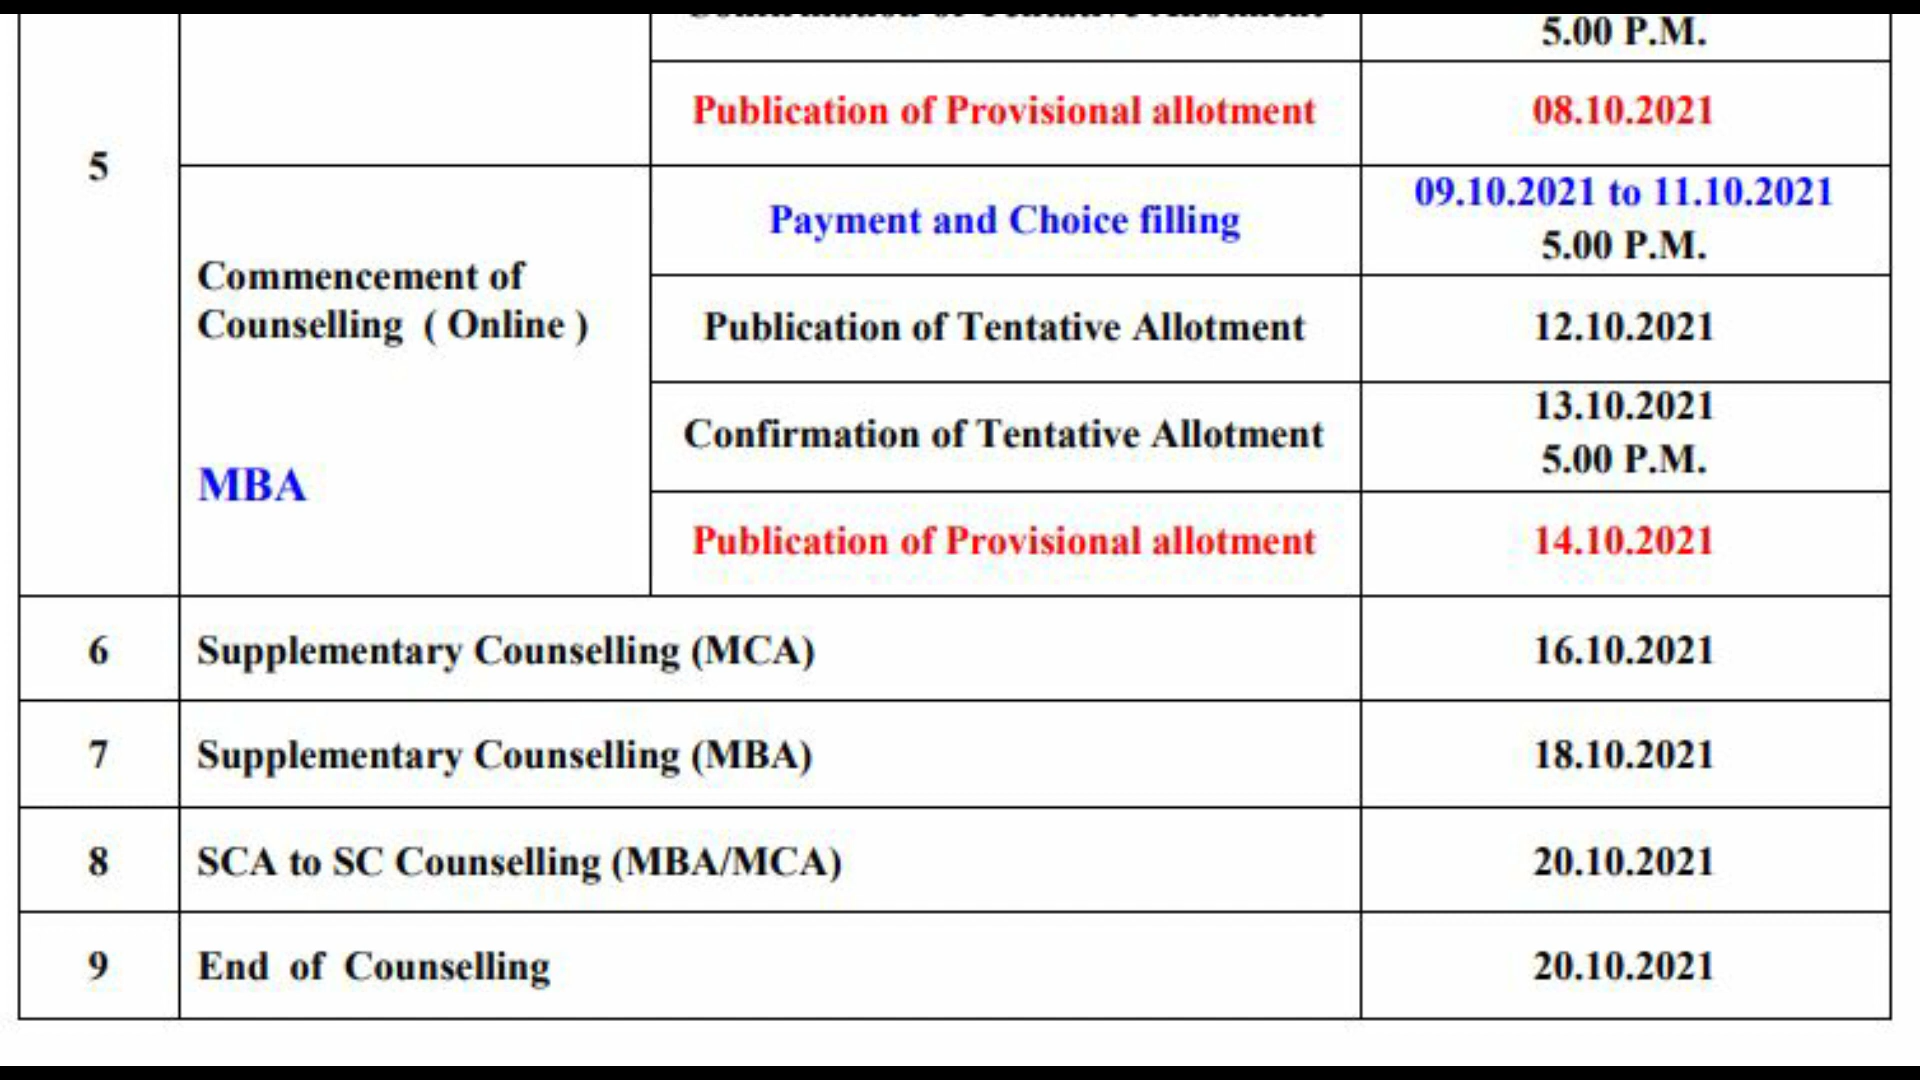 5.00 P.M.
Publication of Provisional allotment
08.10.2021
5
Commencement of
Counselling ( Online )
MBA
Payment and Choice filling
09.10.2021 to 11.10.2021
5.00 P.M.
Publication of Tentative Allotment
12.10.2021
Confirmation of Tentative Allotment
13.10.2021
5.00 P.M.
Publication of Provisional allotment
14.10.2021
6
Supplementary Counselling (MCA)
16.10.2021
7
Supplementary Counselling (MBA)
18.10.2021
8
SCA to SC Counselling (MBA/MCA)
20.10.2021
9
End of Counselling
20.10.2021